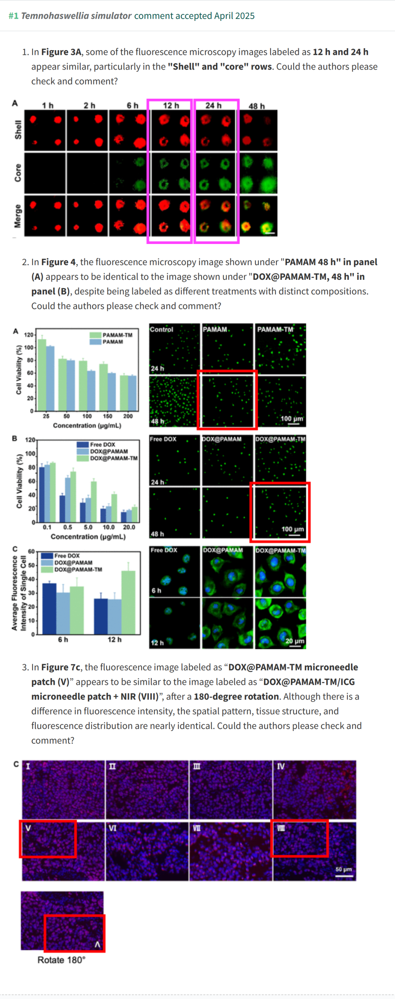 #1 Temnohaswellia simulator comment accepted April 2025
1. In Figure 3A, some of the fluorescence microscopy images labeled as 12 h and 24 h
appear similar, particularly in the "Shell" and "core" rows. Could the authors please
check and comment?
A
1 h 2 h 6 h 12 h 24 h 48 h
Shell
Core
Merge
2. In Figure 4, the fluorescence microscopy image shown under "PAMAM 48 h" in panel
(A) appears to be identical to the image shown under "DOX@PAMAM-TM, 48 h" in
panel (B), despite being labeled as different treatments with distinct compositions.
Could the authors please check and comment?
A
Cell Viability (%)
120
100
80
60
40
20
0
PAMAM-TM
PAMAM
25 50 100 150 200
Concentration (µg/mL)
Control PAMAM PAMAM-TM
24 h
48 h
100 µm
B
Cell Viability (%)
120
100
80
60
40
20
0
Free DOX
DOX@PAMAM
DOX@PAMAM-TM
0.1 0.5 5.0 10.0 20.0
Concentration (µg/mL)
Free DOX DOX@PAMAM DOX@PAMAM-TM
24 h
48 h
100 µm
C
Average Fluorescence
Intensity of Single Cell
60
50
40
30
20
10
0
Free DOX
DOX@PAMAM
DOX@PAMAM-TM
6 h 12 h
Free DOX DOX@PAMAM DOX@PAMAM-TM
6 h
12 h
20 µm
3. In Figure 7c, the fluorescence image labeled as “DOX@PAMAM-TM microneedle
patch (V)” appears to be similar to the image labeled as “DOX@PAMAM-TM/ICG
microneedle patch + NIR (VIII)”, after a 180-degree rotation. Although there is a
difference in fluorescence intensity, the spatial pattern, tissue structure, and
fluorescence distribution are nearly identical. Could the authors please check and
comment?
C
I II III IV
V VI VII VIII
50 µm
V
Rotate 180°